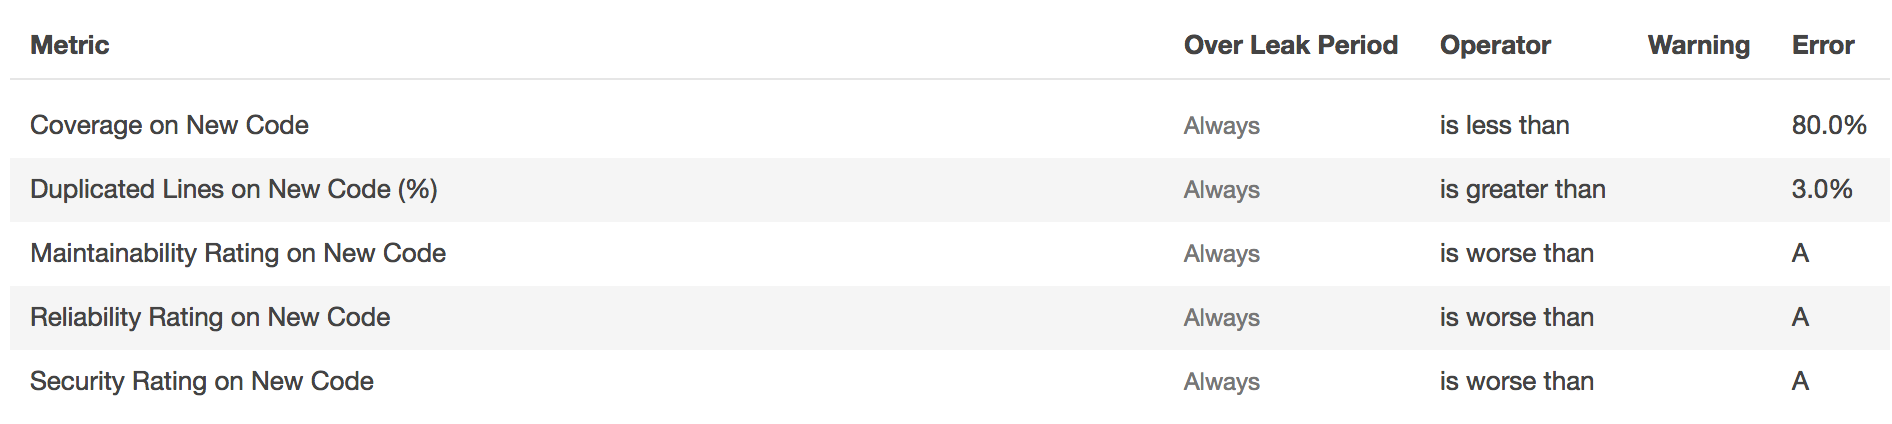 Metric Over Leak Period Operator Warning Error
Coverage on New Code Always is less than 80.0%
Duplicated Lines on New Code (%) Always is greater than 3.0%
Maintainability Rating on New Code Always is worse than A
Reliability Rating on New Code Always is worse than A
Security Rating on New Code Always is worse than A